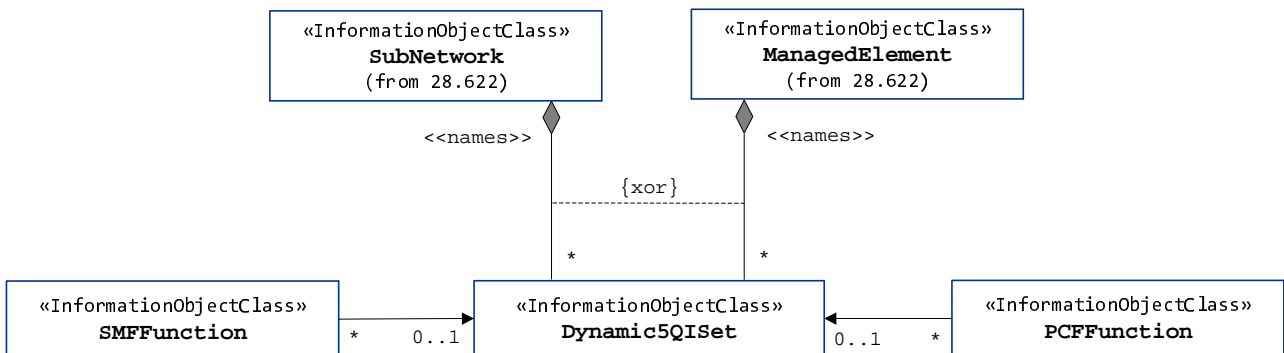 «InformationObjectClass»
SubNetwork
(from 28.622)
«InformationObjectClass»
ManagedElement
(from 28.622)
<<names>>
<<names>>
{xor}
*
*
«InformationObjectClass»
SMFFunction
* 0..1
«InformationObjectClass»
Dynamic5QISet
0..1 *
«InformationObjectClass»
PCFFunction